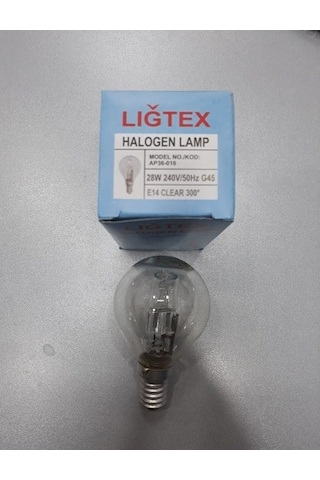 LIĞTEX
HALOGEN LAMP
MODEL NO./KOD:
AP36-016
28W 240V/50Hz G45
E14 CLEAR 300°